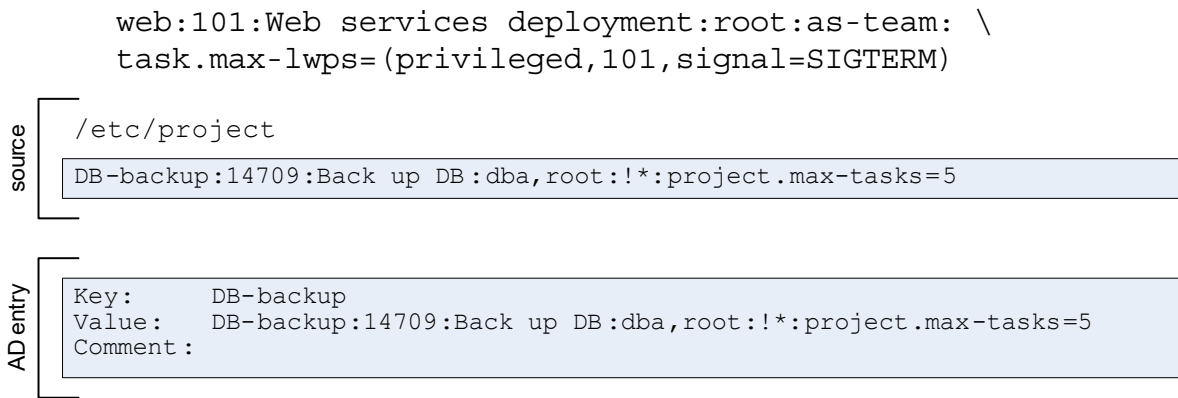 web:101:Web services deployment:root:as-team: \
task.max-lwps=(privileged,101,signal=SIGTERM)
source
/etc/project
DB-backup:14709:Back up DB:dba,root:!*:project.max-tasks=5
AD entry
Key: DB-backup
Value: DB-backup:14709:Back up DB:dba,root:!*:project.max-tasks=5
Comment: